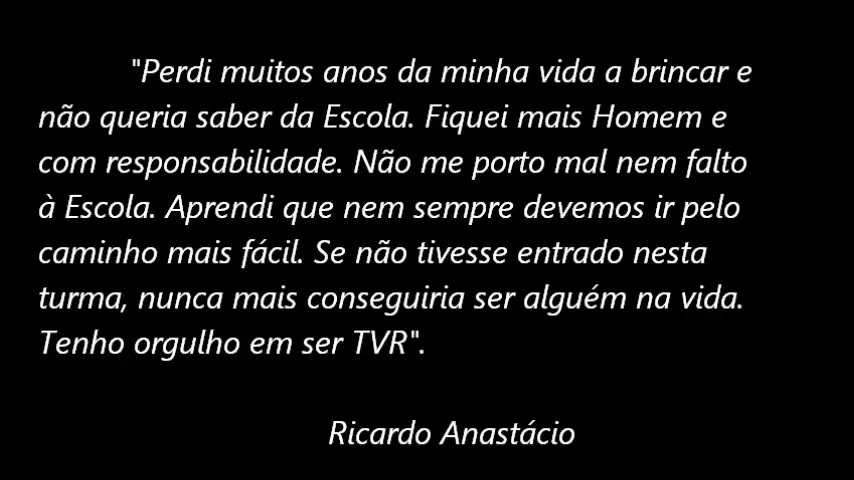 "Perdi muitos anos da minha vida a brincar e
não queria saber da Escola. Fiquei mais Homem e
com responsabilidade. Não me porto mal nem falto
à Escola. Aprendi que nem sempre devemos ir pelo
caminho mais fácil. Se não tivesse entrado nesta
turma, nunca mais conseguiria ser alguém na vida.
Tenho orgulho em ser TVR".
Ricardo Anastácio